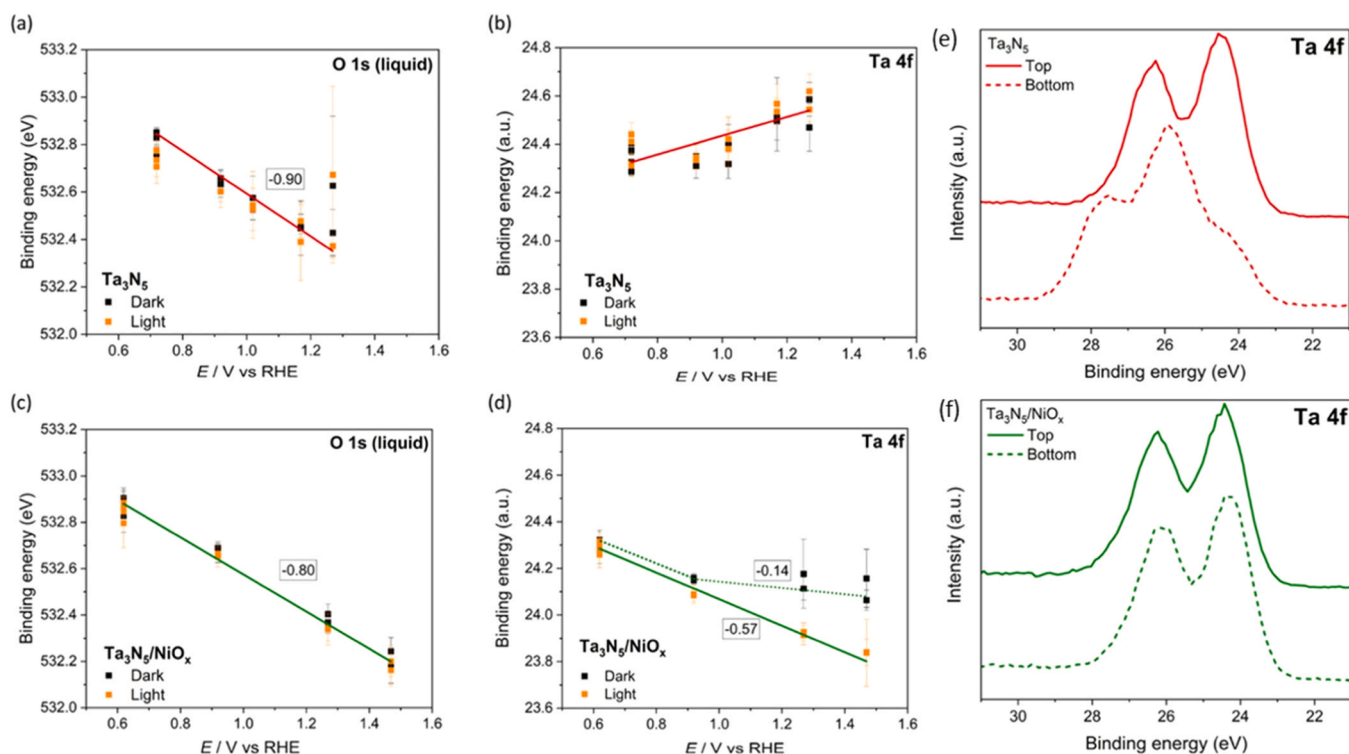 (a)
O 1s (liquid)
Binding energy (eV)
533.2
533.0
532.8
532.6
532.4
532.2
532.0
-0.90
Ta₃N₅
Dark
Light
0.6 0.8 1.0 1.2 1.4 1.6
E / V vs RHE
(b)
Ta 4f
Binding energy (a.u.)
24.8
24.6
24.4
24.2
24.0
23.8
23.6
Ta₃N₅
Dark
Light
0.6 0.8 1.0 1.2 1.4 1.6
E / V vs RHE
(e)
Ta₃N₅
Top
Bottom
Ta 4f
Intensity (a.u.)
30 28 26 24 22
Binding energy (eV)
(c)
O 1s (liquid)
Binding energy (eV)
533.2
533.0
532.8
532.6
532.4
532.2
532.0
-0.80
Ta₃N₅/NiOₓ
Dark
Light
0.6 0.8 1.0 1.2 1.4 1.6
E / V vs RHE
(d)
Ta 4f
Binding energy (a.u.)
24.8
24.6
24.4
24.2
24.0
23.8
23.6
-0.14
-0.57
Ta₃N₅/NiOₓ
Dark
Light
0.6 0.8 1.0 1.2 1.4 1.6
E / V vs RHE
(f)
Ta₃N₅/NiOₓ
Top
Bottom
Ta 4f
Intensity (a.u.)
30 28 26 24 22
Binding energy (eV)